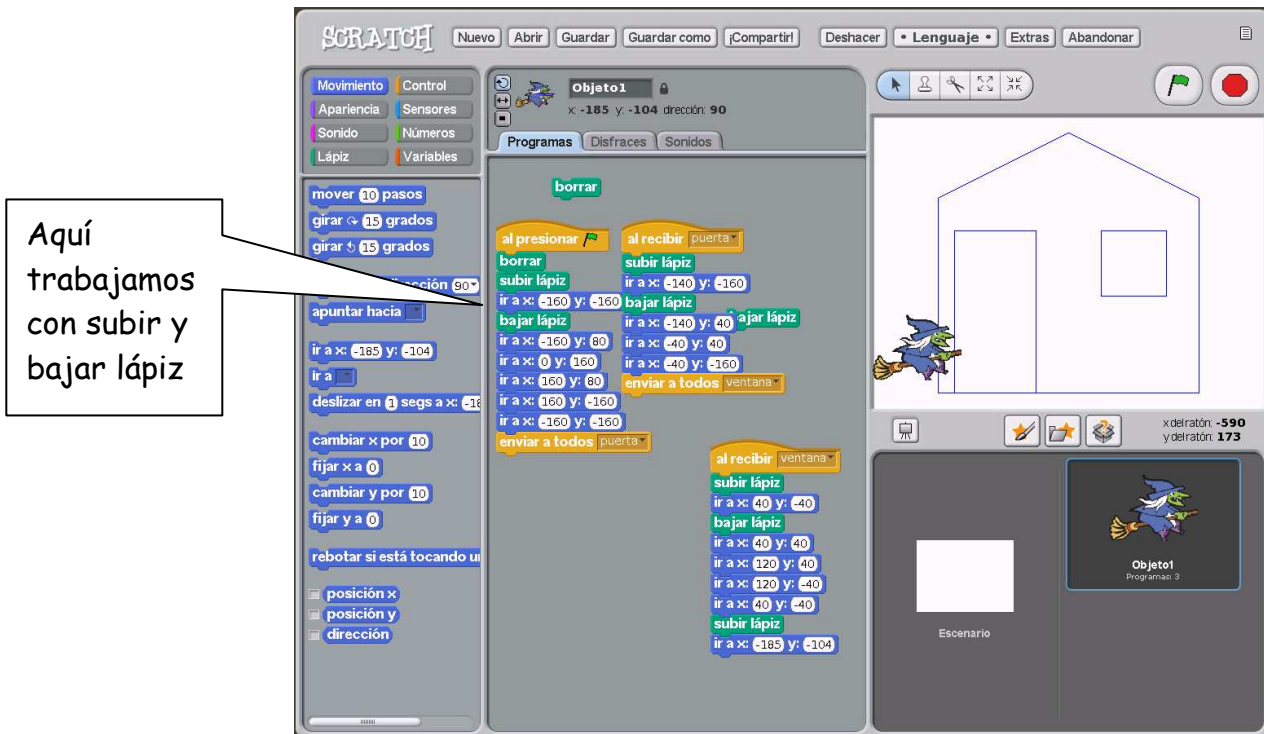 SCRATCH
Nuevo Abrir Guardar Guardar como ¡Compartir! Deshacer • Lenguaje • Extras Abandonar
Aquí
trabajamos
con subir y
bajar lápiz
Movimiento Control
Apariencia Sensores
Sonido Números
Lápiz Variables
mover 10 pasos
girar 15 grados
girar 15 grados
90
apuntar hacia
ir a x: -185 y: -104
ir a
deslizar en 1 segs a x:
cambiar x por 10
fijar x a 0
cambiar y por 10
fijar y a 0
rebotar si está tocando
posición x
posición y
dirección
Objeto1
x: -185 y: -104 dirección: 90
Programas Disfraces Sonidos
borrar
al presionar
borrar
subir lápiz
ir a x: -160 y: -160
bajar lápiz
ir a x: -160 y: 80
ir a x: 0 y: 160
ir a x: 160 y: 80
ir a x: 160 y: -160
ir a x: -160 y: -160
enviar a todos puerta
al recibir puerta
subir lápiz
ir a x: -140 y: -160
bajar lápiz
ir a x: -140 y: 40
ir a x: -40 y: 40
ir a x: -40 y: -160
enviar a todos ventana
lápiz
al recibir ventana
subir lápiz
ir a x: 40 y: -40
bajar lápiz
ir a x: 40 y: 40
ir a x: 120 y: 40
ir a x: 120 y: -40
ir a x: 40 y: -40
subir lápiz
ir a x: -185 y: -104
x del ratón: -590
y del ratón: 173
Escenario
Objeto1
Programas: 3